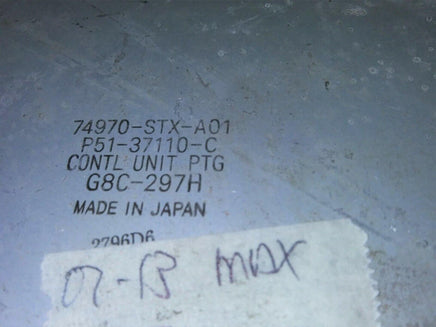 74970-STX-A01
P51-37110-C
CONTL UNIT PTG
G8C-297H
MADE IN JAPAN
2796D6
07-13 MDX